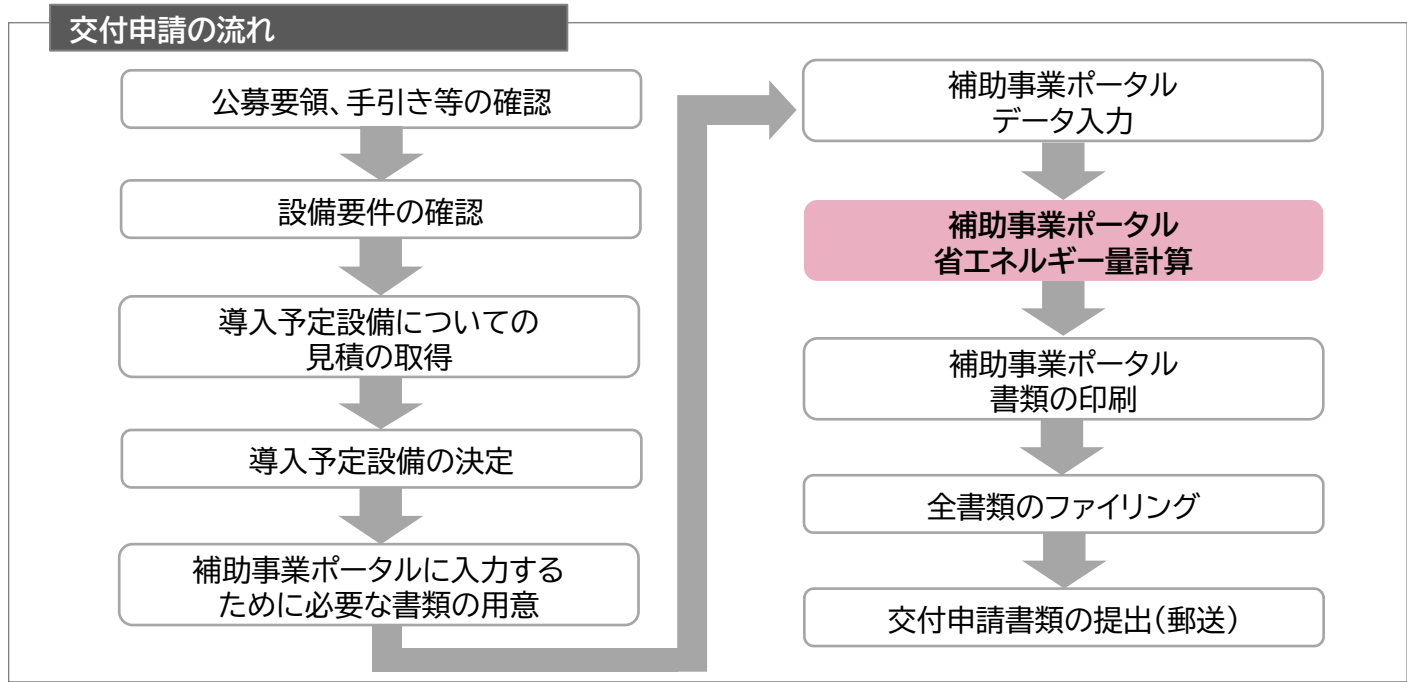 交付申請の流れ
公募要領、手引き等の確認
設備要件の確認
導入予定設備についての
見積の取得
導入予定設備の決定
補助事業ポータルに入力する
ために必要な書類の用意
補助事業ポータル
データ入力
補助事業ポータル
省エネルギー量計算
補助事業ポータル
書類の印刷
全書類のファイリング
交付申請書類の提出(郵送)